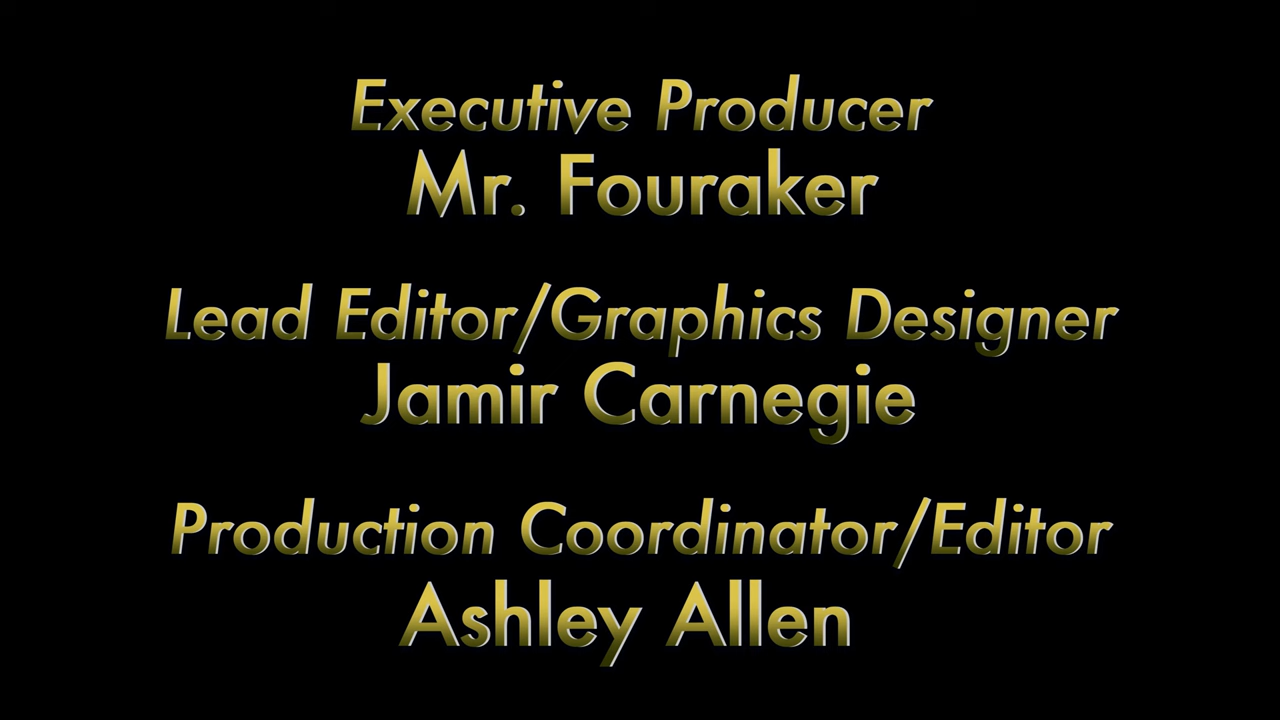 Executive Producer
Mr. Fouraker
Lead Editor/Graphics Designer
Jamir Carnegie
Production Coordinator/Editor
Ashley Allen